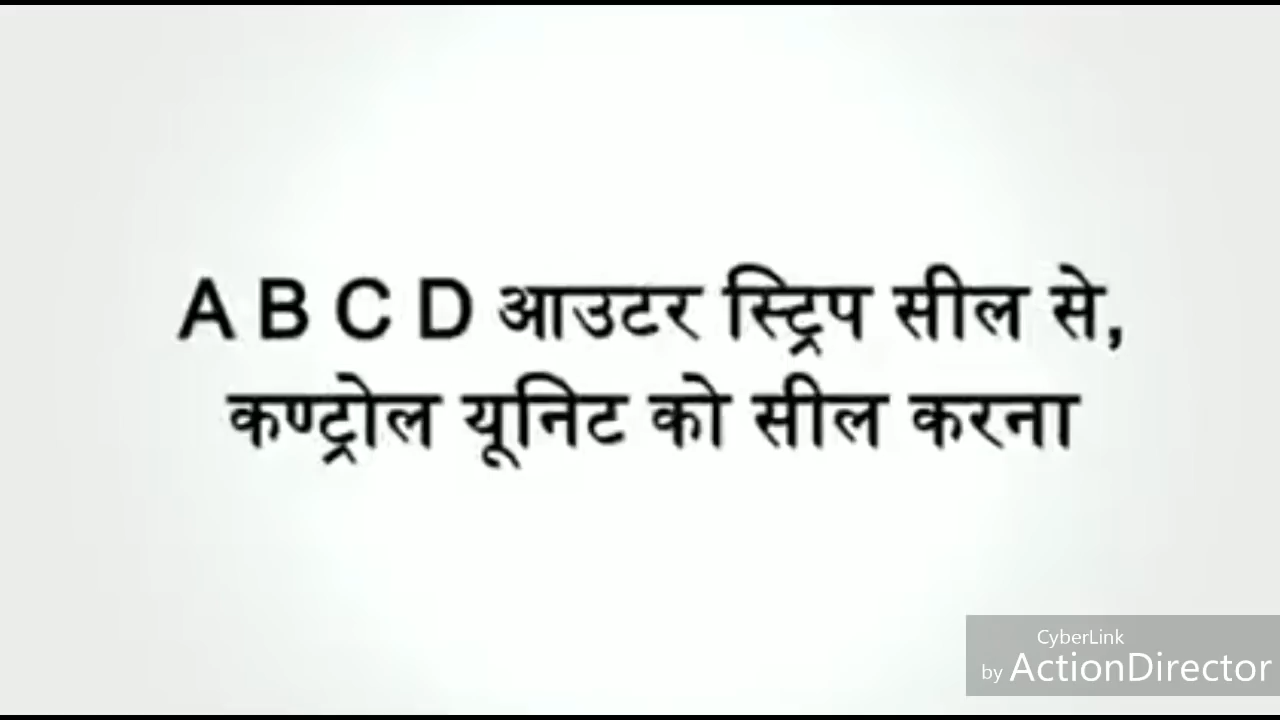 A B C D आउटर स्ट्रिप सील से,
कण्ट्रोल यूनिट को सील करना
CyberLink
by ActionDirector